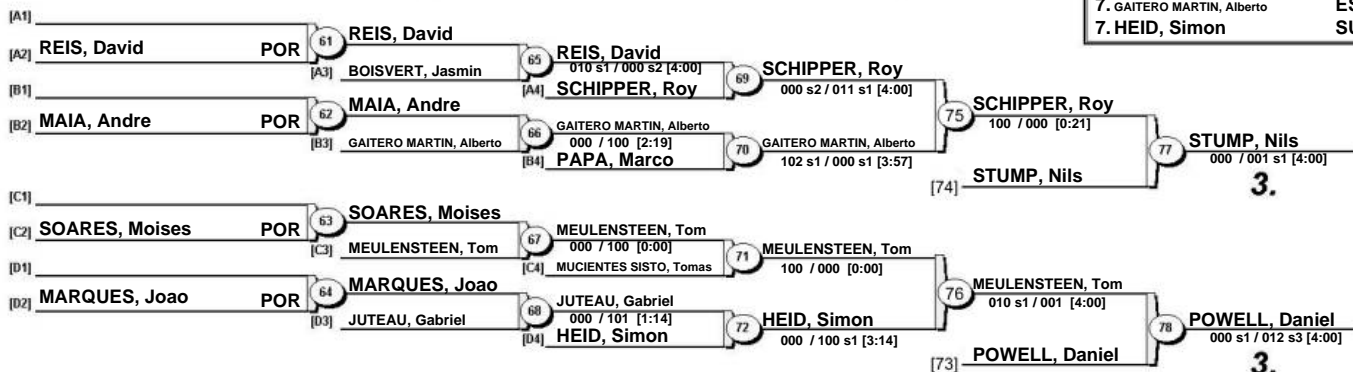 7. GAITERO MARTIN, Alberto ES
7. HEID, Simon SU
[A1]
[A2] REIS, David POR
61
REIS, David
[A3] BOISVERT, Jasmin
65
REIS, David
010 s1 / 000 s2 [4:00]
[A4] SCHIPPER, Roy
69
SCHIPPER, Roy
000 s2 / 011 s1 [4:00]
[B1]
[B2] MAIA, Andre POR
62
MAIA, Andre
[B3] GAITERO MARTIN, Alberto
66
GAITERO MARTIN, Alberto
000 / 100 [2:19]
[B4] PAPA, Marco
70
GAITERO MARTIN, Alberto
102 s1 / 000 s1 [3:57]
75
SCHIPPER, Roy
100 / 000 [0:21]
[74] STUMP, Nils
77
STUMP, Nils
000 / 001 s1 [4:00]
3.
[C1]
[C2] SOARES, Moises POR
63
SOARES, Moises
[C3] MEULENSTEEN, Tom
67
MEULENSTEEN, Tom
000 / 100 [0:00]
[C4] MUCIENTES SISTO, Tomas
71
MEULENSTEEN, Tom
100 / 000 [0:00]
[D1]
[D2] MARQUES, Joao POR
64
MARQUES, Joao
[D3] JUTEAU, Gabriel
68
JUTEAU, Gabriel
000 / 101 [1:14]
[D4] HEID, Simon
72
HEID, Simon
000 / 100 s1 [3:14]
76
MEULENSTEEN, Tom
010 s1 / 001 [4:00]
[73] POWELL, Daniel
78
POWELL, Daniel
000 s1 / 012 s3 [4:00]
3.